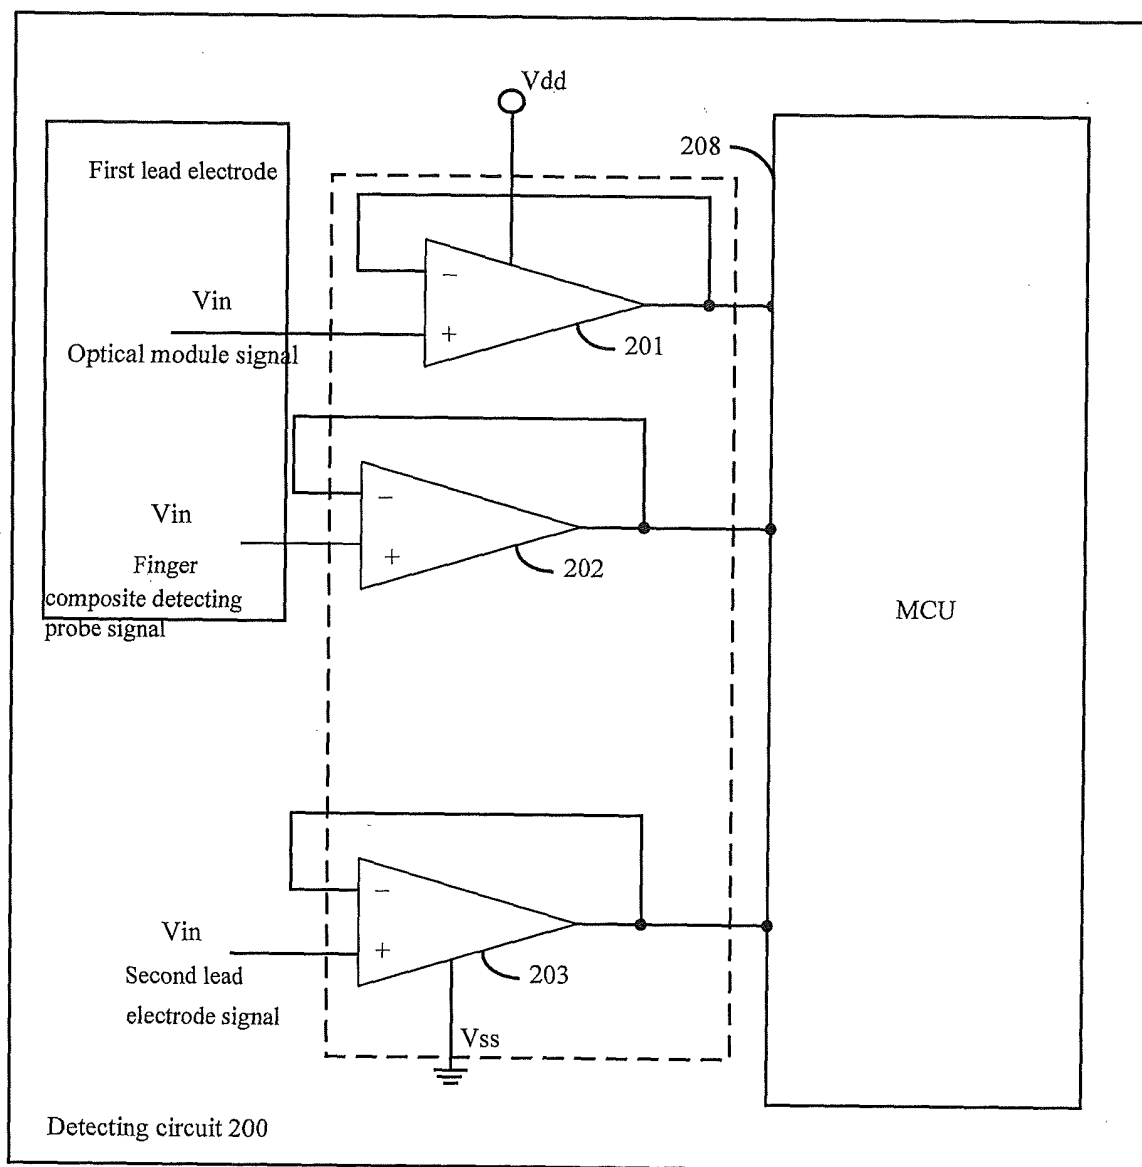 Vdd
208
First lead electrode
−
Vin
+
Optical module signal
201
−
Vin
+
Finger
composite detecting
probe signal
202
MCU
−
Vin
+
Second lead
electrode signal
203
Vss
Detecting circuit 200